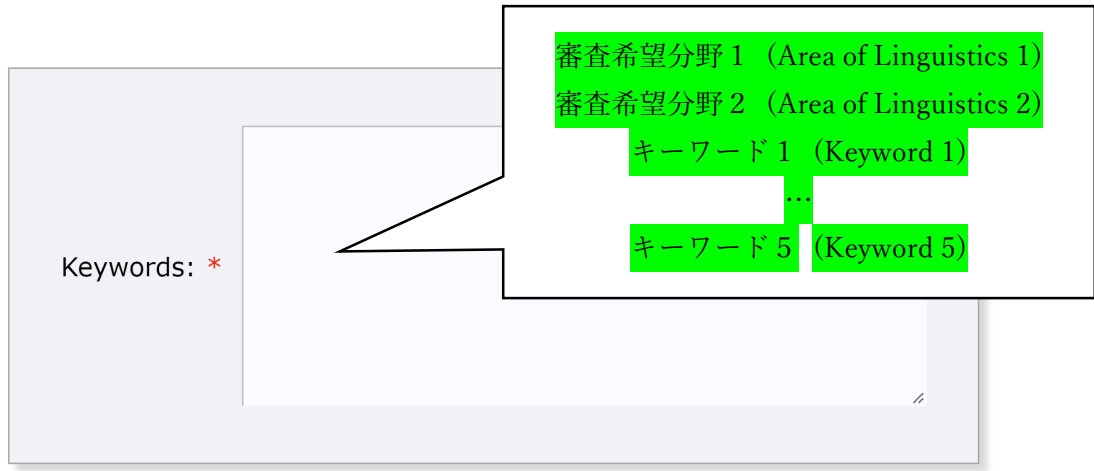 審査希望分野1 (Area of Linguistics 1)
審査希望分野2 (Area of Linguistics 2)
キーワード1 (Keyword 1)
…
キーワード5 (Keyword 5)
Keywords: *